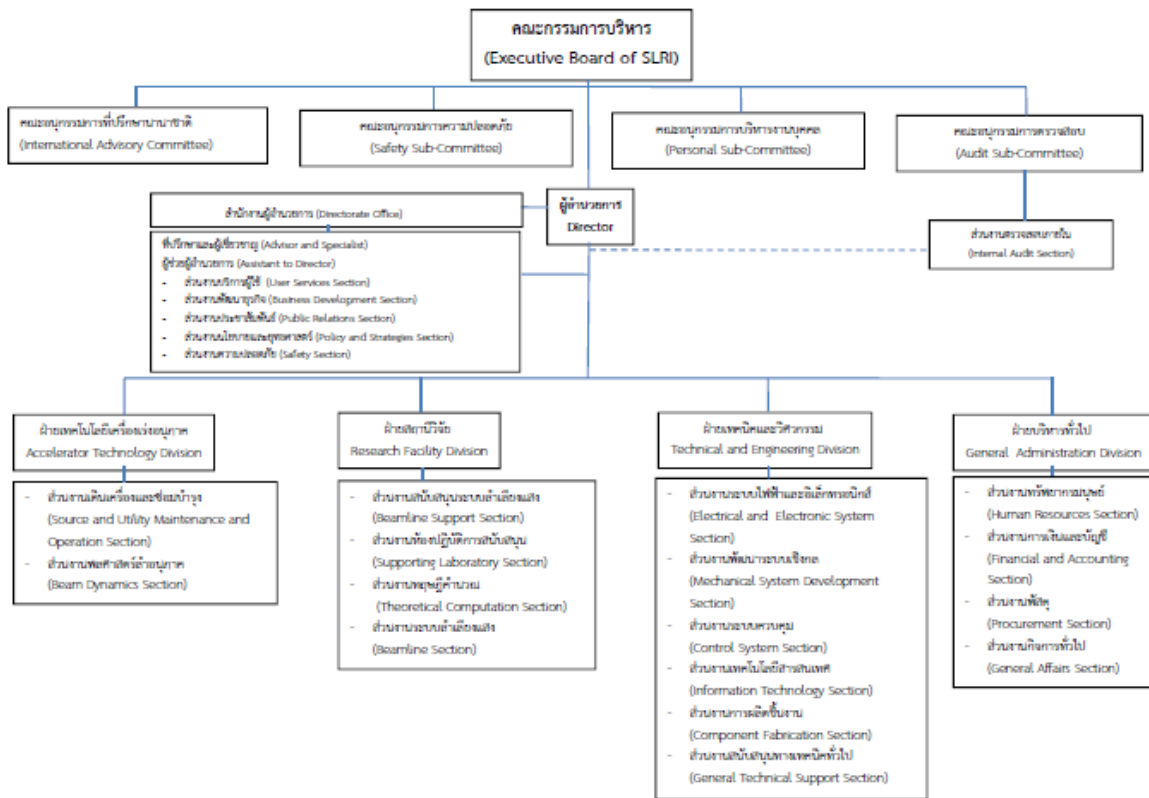 คณะกรรมการบริหาร
(Executive Board of SLRI)
คณะอนุกรรมการที่ปรึกษานานาชาติ
(International Advisory Committee)
คณะอนุกรรมการความปลอดภัย
(Safety Sub-Committee)
คณะอนุกรรมการบริหารงานบุคคล
(Personal Sub-Committee)
คณะอนุกรรมการตรวจสอบ
(Audit Sub-Committee)
สำนักงานผู้อำนวยการ (Directorate Office)
ผู้อำนวยการ
Director
ส่วนงานตรวจสอบภายใน
(Internal Audit Section)
ที่ปรึกษาและผู้เชี่ยวชาญ (Advisor and Specialist)
ผู้ช่วยผู้อำนวยการ (Assistant to Director)
- ส่วนงานบริการผู้ใช้ (User Services Section)
- ส่วนงานพัฒนาธุรกิจ (Business Development Section)
- ส่วนงานประชาสัมพันธ์ (Public Relations Section)
- ส่วนงานนโยบายและยุทธศาสตร์ (Policy and Strategies Section)
- ส่วนงานความปลอดภัย (Safety Section)
ฝ่ายเทคโนโลยีเครื่องเร่งอนุภาค
Accelerator Technology Division
- ส่วนงานเดินเครื่องและซ่อมบำรุง
(Source and Utility Maintenance and
Operation Section)
- ส่วนงานพลศาสตร์ลำอนุภาค
(Beam Dynamics Section)
ฝ่ายสถานีวิจัย
Research Facility Division
- ส่วนงานสนับสนุนระบบลำเลียงแสง
(Beamline Support Section)
- ส่วนงานห้องปฏิบัติการสนับสนุน
(Supporting Laboratory Section)
- ส่วนงานทฤษฎีคำนวณ
(Theoretical Computation Section)
- ส่วนงานระบบลำเลียงแสง
(Beamline Section)
ฝ่ายเทคนิคและวิศวกรรม
Technical and Engineering Division
- ส่วนงานระบบไฟฟ้าและอิเล็กทรอนิกส์
(Electrical and Electronic System
Section)
- ส่วนงานพัฒนาระบบเชิงกล
(Mechanical System Development
Section)
- ส่วนงานระบบควบคุม
(Control System Section)
- ส่วนงานเทคโนโลยีสารสนเทศ
(Information Technology Section)
- ส่วนงานการผลิตชิ้นงาน
(Component Fabrication Section)
- ส่วนงานสนับสนุนทางเทคนิคทั่วไป
(General Technical Support Section)
ฝ่ายบริหารทั่วไป
General Administration Division
- ส่วนงานทรัพยากรมนุษย์
(Human Resources Section)
- ส่วนงานการเงินและบัญชี
(Financial and Accounting
Section)
- ส่วนงานพัสดุ
(Procurement Section)
- ส่วนงานกิจการทั่วไป
(General Affairs Section)